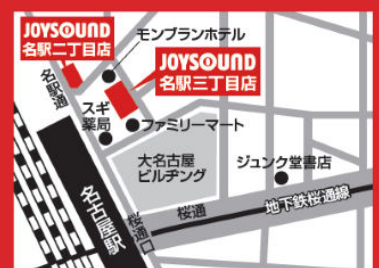 JOYSOUND
名駅二丁目店
モンブランホテル
JOYSOUND
名駅三丁目店
名駅通
スギ
薬局
ファミリーマート
大名古屋
ビルヂング
ジュンク堂書店
名古屋駅
桜通口
桜通
地下鉄桜通線